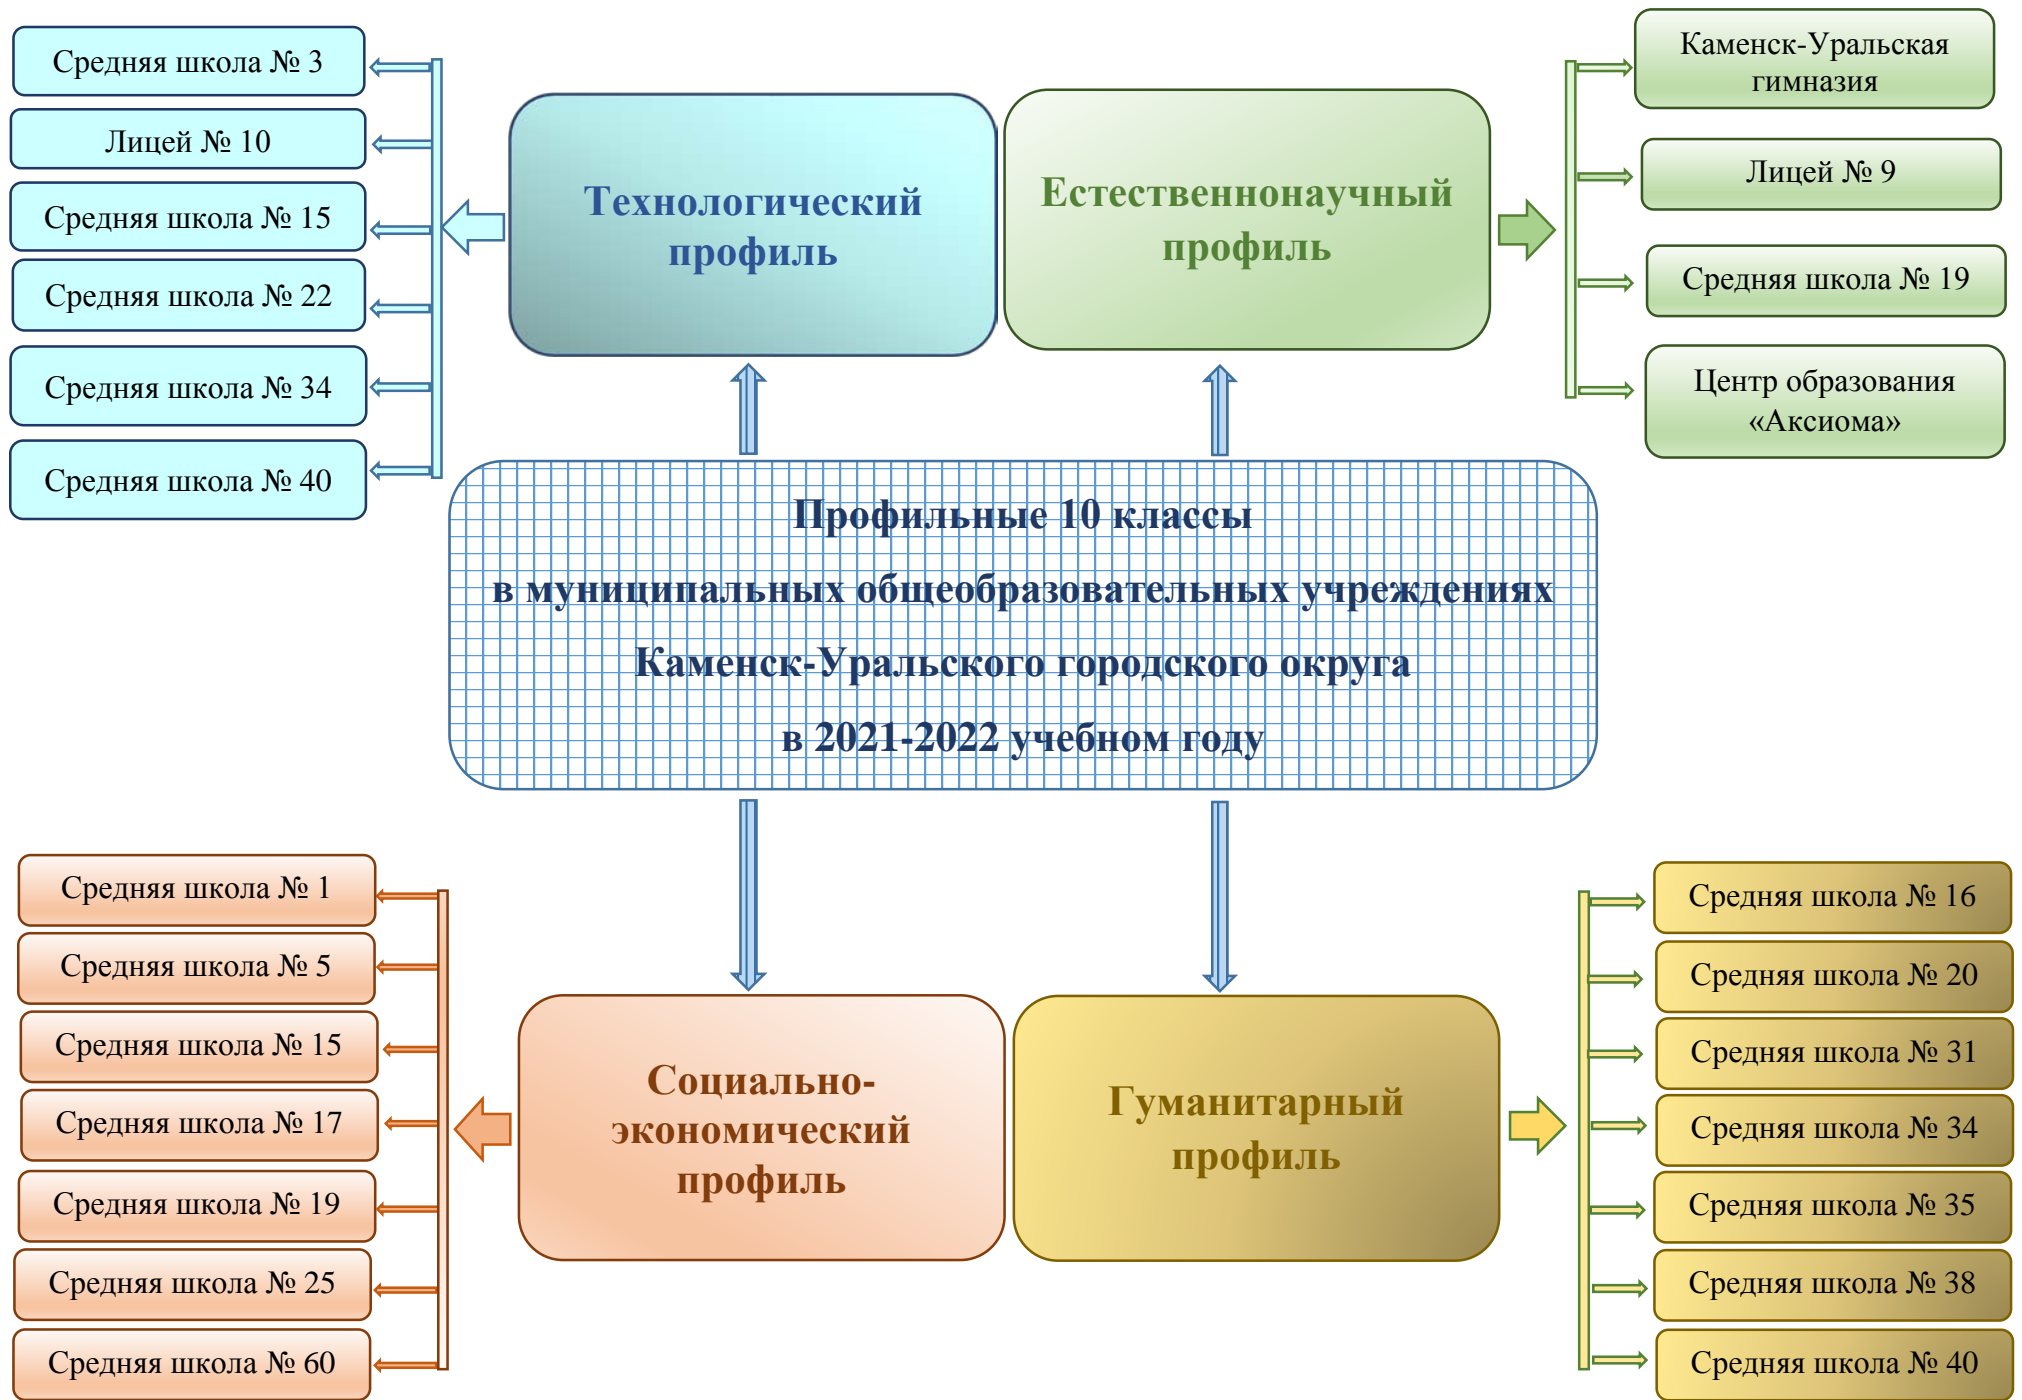 Средняя школа № 3
Лицей № 10
Средняя школа № 15
Средняя школа № 22
Средняя школа № 34
Средняя школа № 40
Технологический
профиль
Естественнонаучный
профиль
Каменск-Уральская
гимназия
Лицей № 9
Средняя школа № 19
Центр образования
«Аксиома»
Профильные 10 классы
в муниципальных общеобразовательных учреждениях
Каменск-Уральского городского округа
в 2021-2022 учебном году
Средняя школа № 1
Средняя школа № 5
Средняя школа № 15
Средняя школа № 17
Средняя школа № 19
Средняя школа № 25
Средняя школа № 60
Социально-
экономический
профиль
Гуманитарный
профиль
Средняя школа № 16
Средняя школа № 20
Средняя школа № 31
Средняя школа № 34
Средняя школа № 35
Средняя школа № 38
Средняя школа № 40